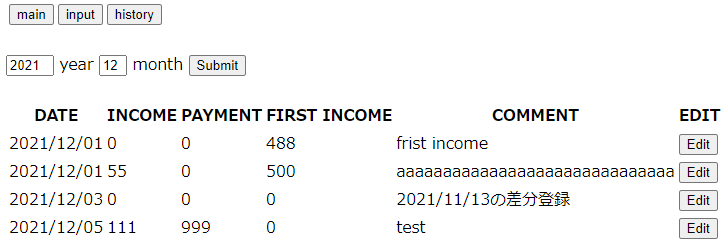 main input history
2021 year 12 month Submit
DATE INCOME PAYMENT FIRST INCOME COMMENT EDIT
2021/12/01 0 0 488 frist income Edit
2021/12/01 55 0 500 aaaaaaaaaaaaaaaaaaaaaaaaaaaaaa Edit
2021/12/03 0 0 0 2021/11/13の差分登録 Edit
2021/12/05 111 999 0 test Edit